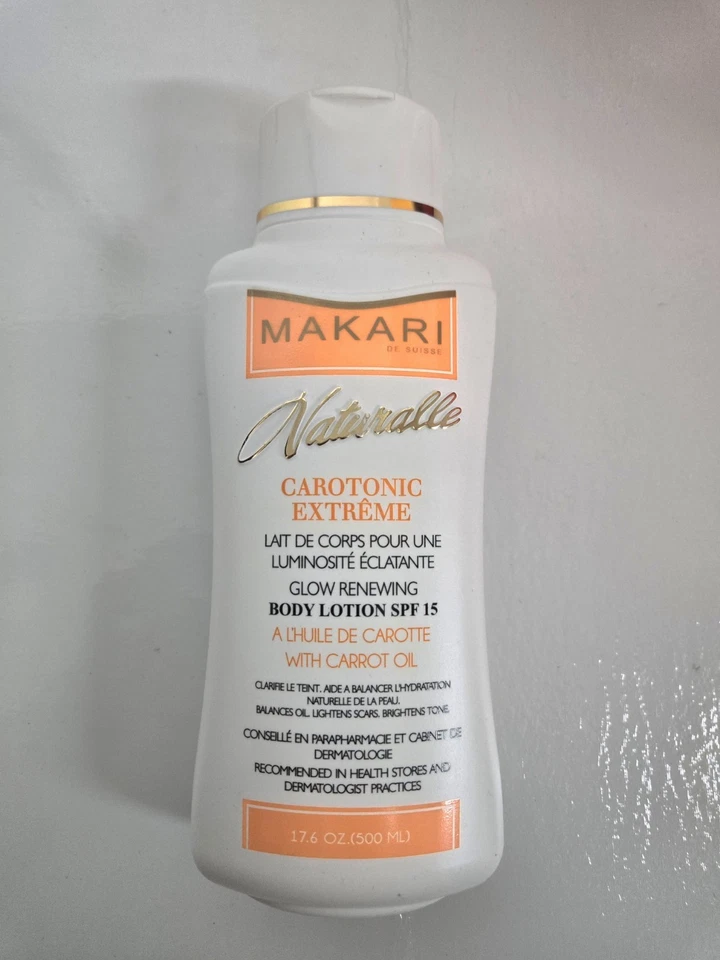 MAKARI
DE SUISSE
Naturalle
CAROTONIC
EXTRÊME
LAIT DE CORPS POUR UNE
LUMINOSITÉ ÉCLATANTE
GLOW RENEWING
BODY LOTION SPF 15
A L'HUILE DE CAROTTE
WITH CARROT OIL
CLARIFIE LE TEINT. AIDE A BALANCER L'HYDRATATION
NATURELLE DE LA PEAU.
BALANCES OIL. LIGHTENS SCARS. BRIGHTENS TONE.
CONSEILLÉ EN PARAPHARMACIE ET CABINET DE
DERMATOLOGIE
RECOMMENDED IN HEALTH STORES AND
DERMATOLOGIST PRACTICES
17.6 OZ.(500 ML)